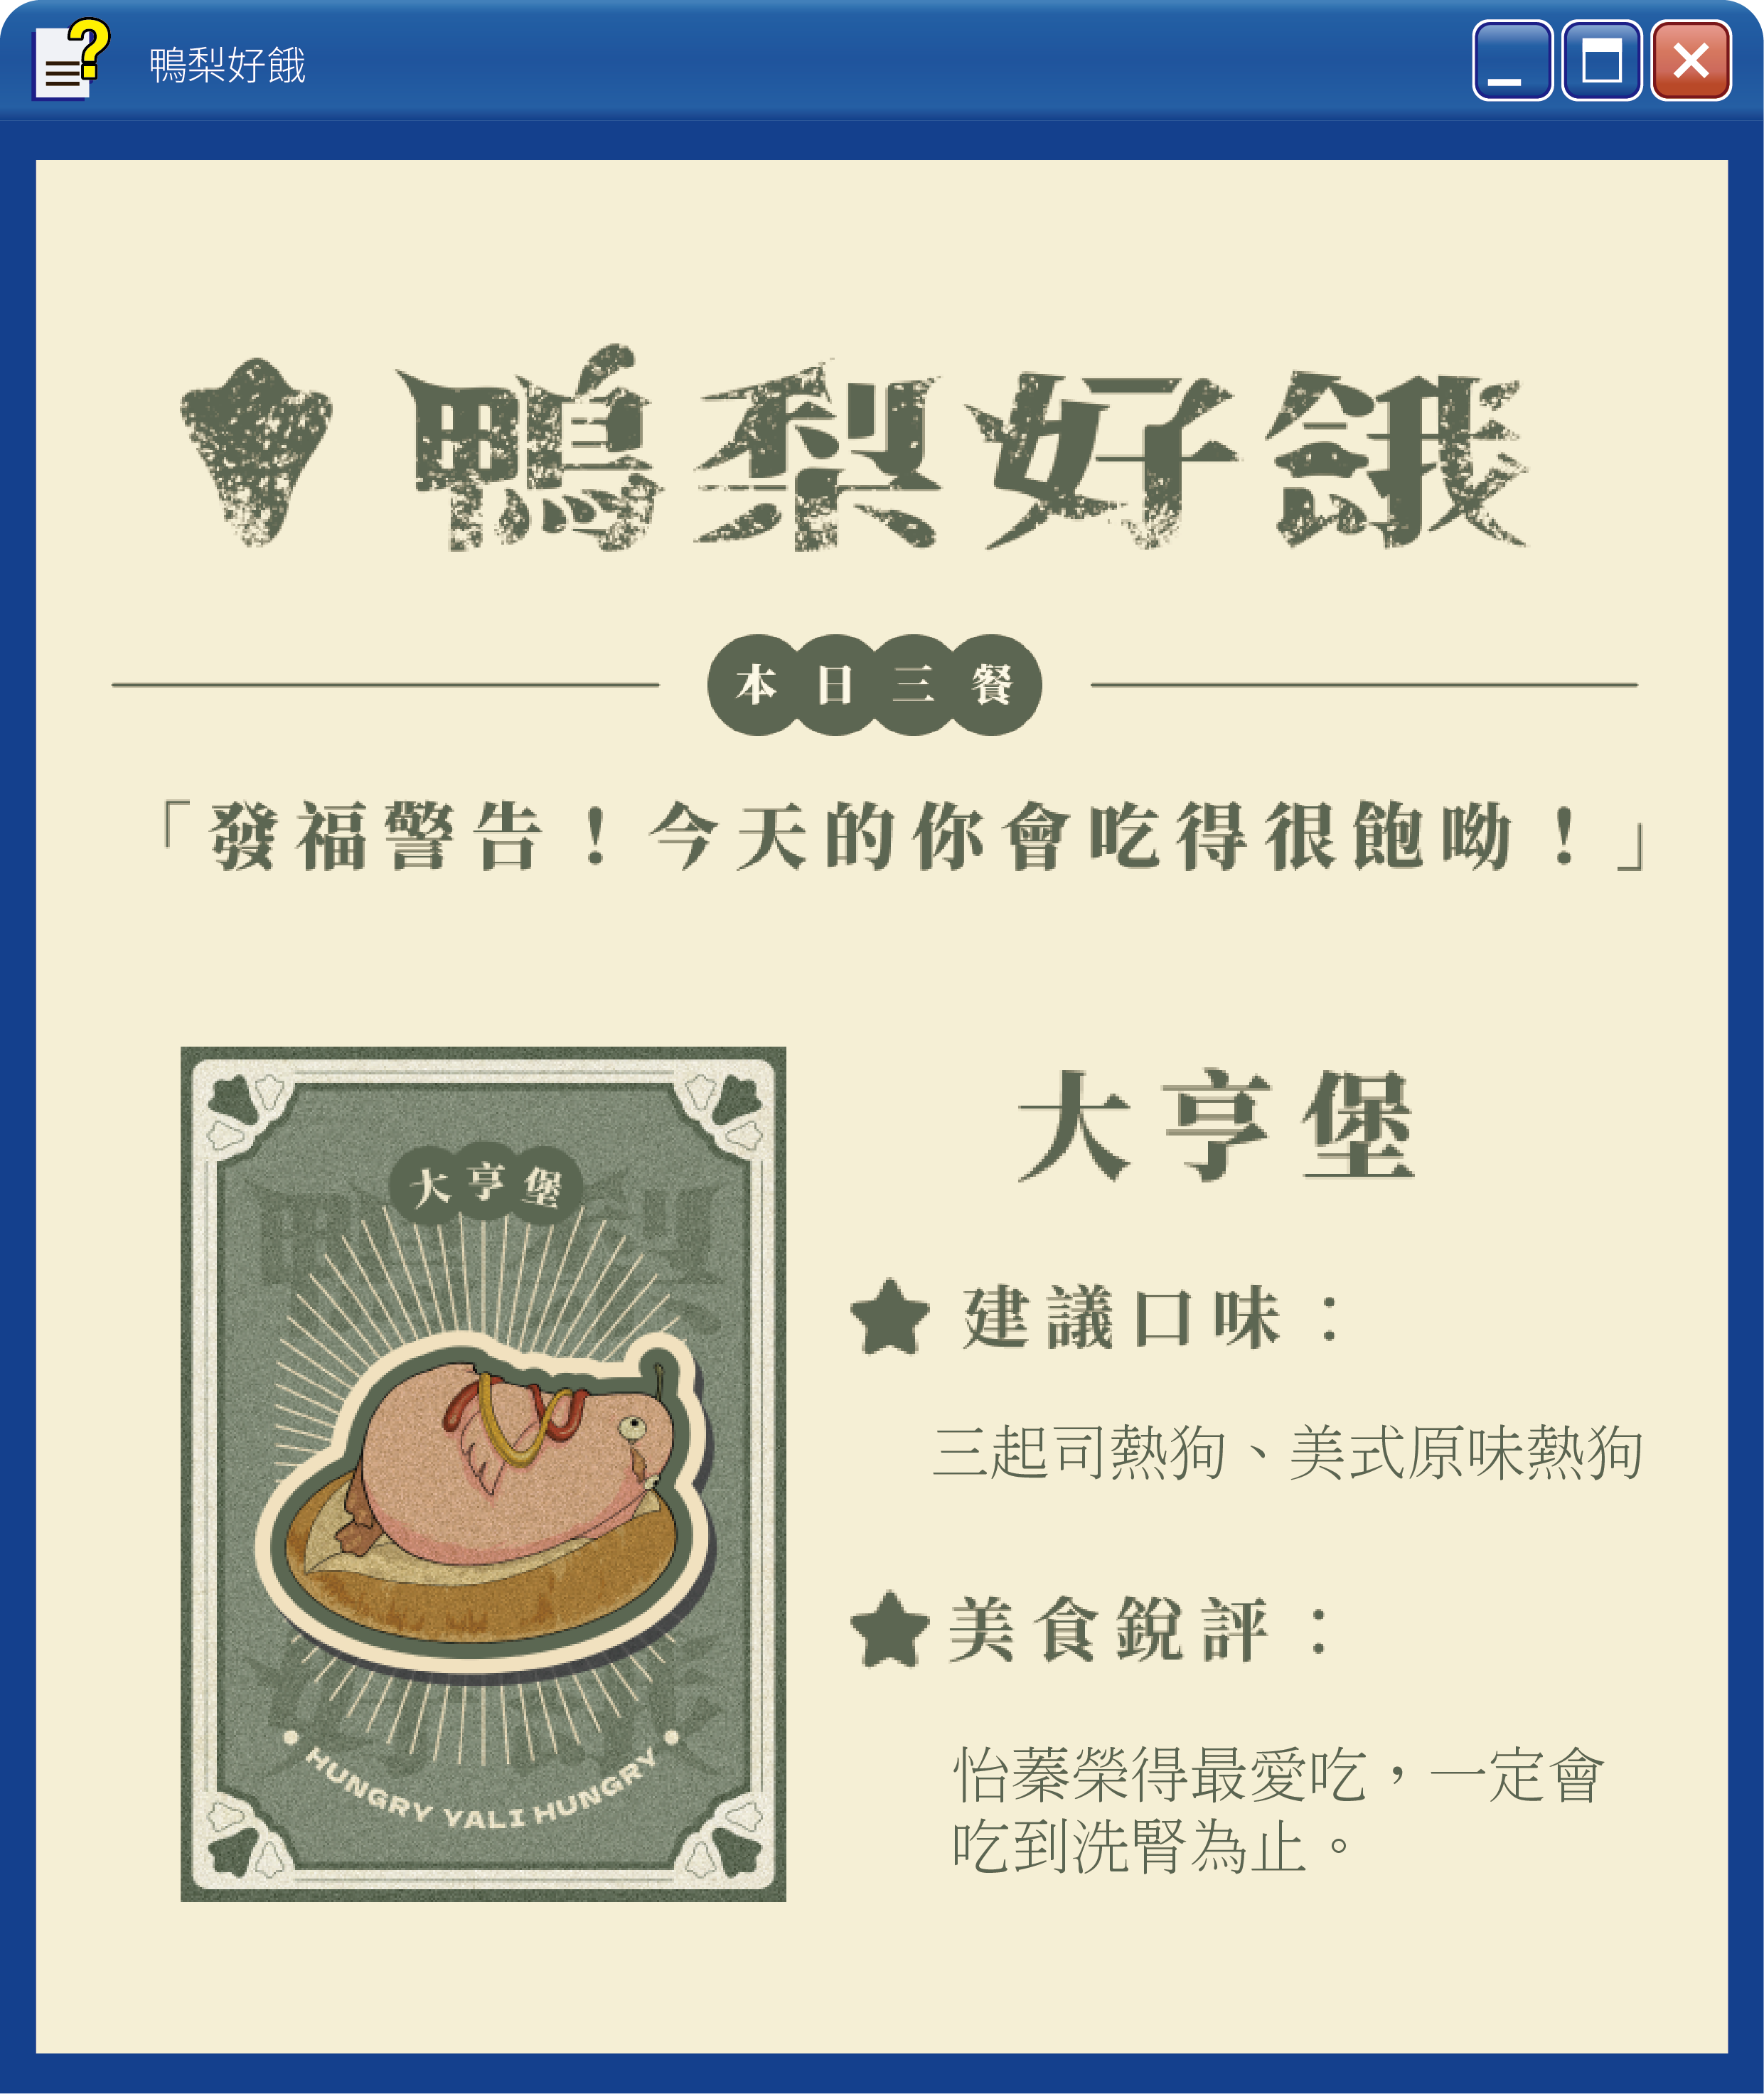 鴨梨好餓
鴨梨好餓
本日三餐
「發福警告！今天的你會吃得很飽呦！」
大亨堡
大亨堡
HUNGRY YALI HUNGRY
建議口味：
三起司熱狗、美式原味熱狗
美食銳評：
怡蓁榮得最愛吃，一定會
吃到洗腎為止。